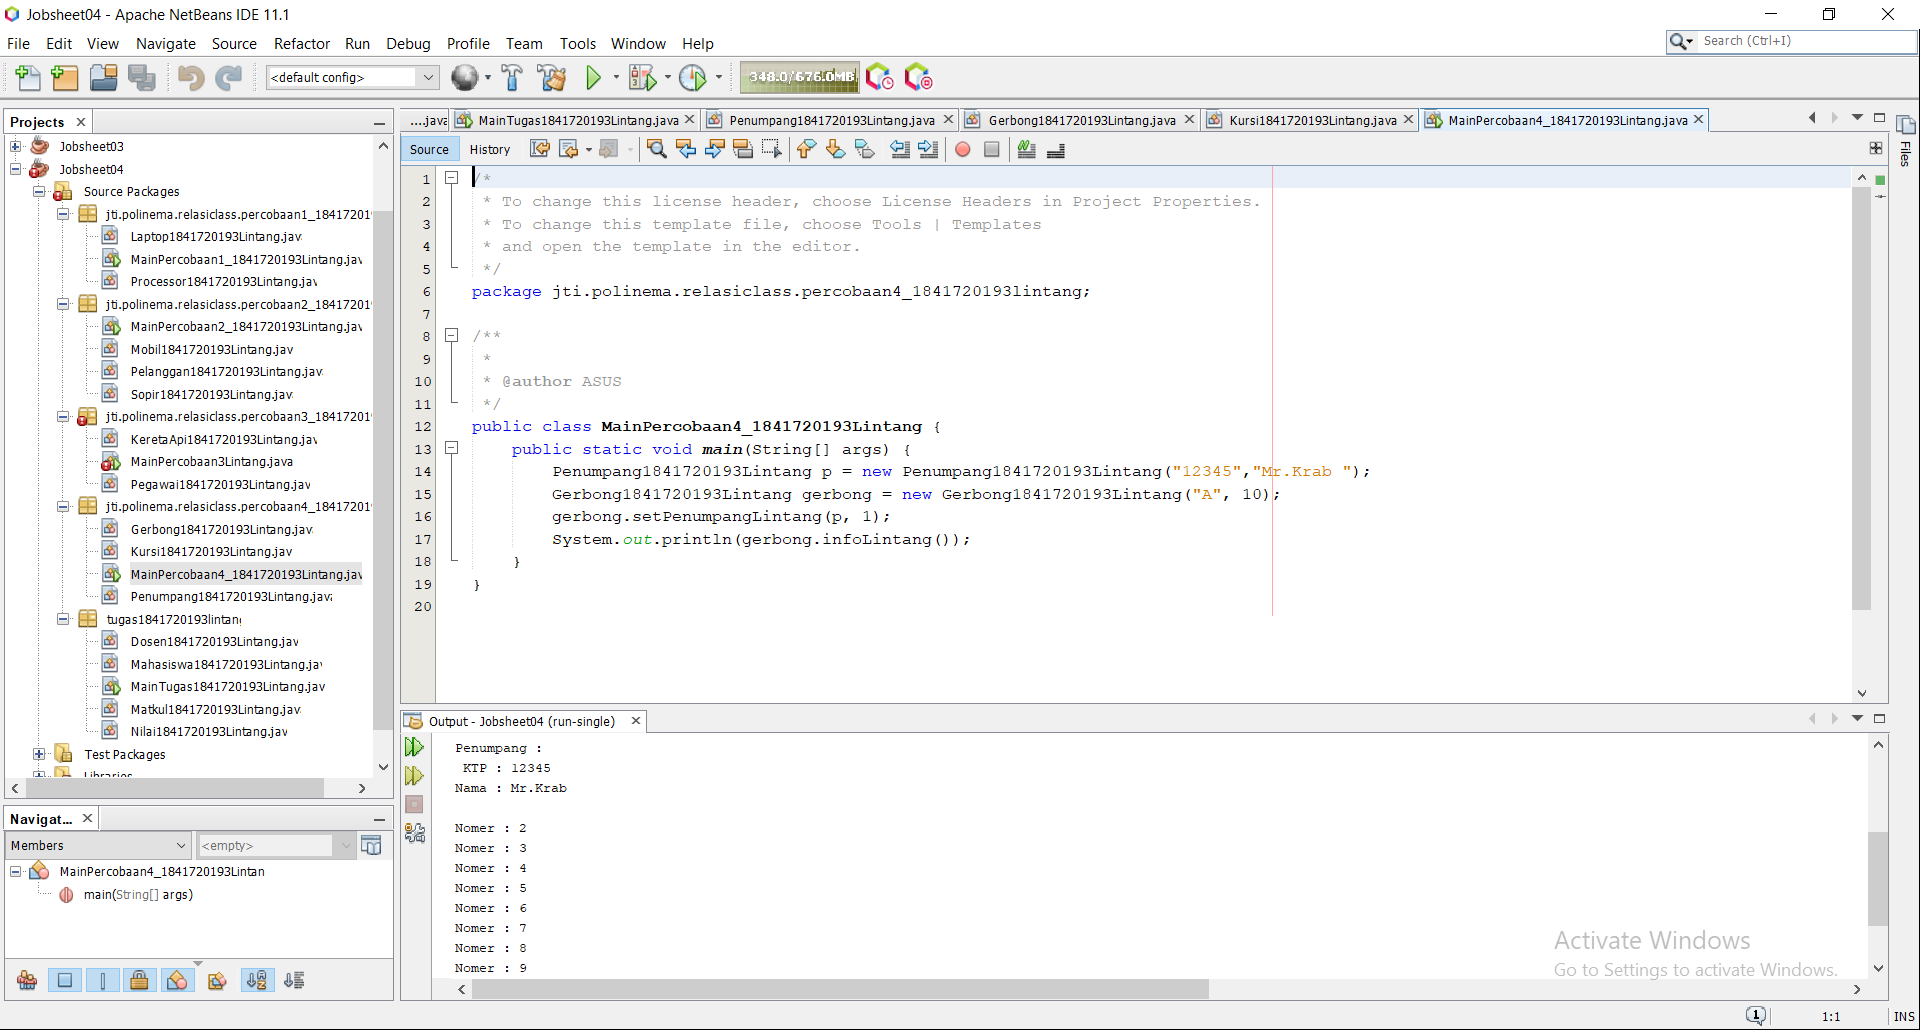 Jobsheet04 - Apache NetBeans IDE 11.1
File Edit View Navigate Source Refactor Run Debug Profile Team Tools Window Help
Search (Ctrl+I)
<default config>
348.0/676.0MB
Projects
Jobsheet03
Jobsheet04
Source Packages
jti.polinema.relasiclass.percobaan1_1841720
Laptop1841720193Lintang.jav
MainPercobaan1_1841720193Lintang.jav
Processor1841720193Lintang.jav
jti.polinema.relasiclass.percobaan2_1841720
MainPercobaan2_1841720193Lintang.jav
Mobil1841720193Lintang.jav
Pelanggan1841720193Lintang.jav
Sopir1841720193Lintang.jav
jti.polinema.relasiclass.percobaan3_1841720
KeretaApi1841720193Lintang.jav
MainPercobaan3Lintang.java
Pegawai1841720193Lintang.jav
jti.polinema.relasiclass.percobaan4_1841720
Gerbong1841720193Lintang.jav
Kursi1841720193Lintang.jav
MainPercobaan4_1841720193Lintang.jav
Penumpang1841720193Lintang.jav
tugas1841720193lintang
Dosen1841720193Lintang.jav
Mahasiswa1841720193Lintang.jav
MainTugas1841720193Lintang.jav
Matkul1841720193Lintang.jav
Nilai1841720193Lintang.jav
Test Packages
Libraries
Navigat...
Members
<empty>
MainPercobaan4_1841720193Lintan
main(String[] args)
....java MainTugas1841720193Lintang.java Penumpang1841720193Lintang.java Gerbong1841720193Lintang.java Kursi1841720193Lintang.java MainPercobaan4_1841720193Lintang.java
Source History
1 /*
2 * To change this license header, choose License Headers in Project Properties.
3 * To change this template file, choose Tools | Templates
4 * and open the template in the editor.
5 */
6 package jti.polinema.relasiclass.percobaan4_1841720193lintang;
7
8 /**
9 *
10 * @author ASUS
11 */
12 public class MainPercobaan4_1841720193Lintang {
13 public static void main(String[] args) {
14 Penumpang1841720193Lintang p = new Penumpang1841720193Lintang("12345","Mr.Krab ");
15 Gerbong1841720193Lintang gerbong = new Gerbong1841720193Lintang("A", 10);
16 gerbong.setPenumpangLintang(p, 1);
17 System.out.println(gerbong.infoLintang());
18 }
19 }
20
Files
Output - Jobsheet04 (run-single)
Penumpang :
KTP : 12345
Nama : Mr.Krab
Nomer : 2
Nomer : 3
Nomer : 4
Nomer : 5
Nomer : 6
Nomer : 7
Nomer : 8
Nomer : 9
Activate Windows
Go to Settings to activate Windows.
1
1:1
INS